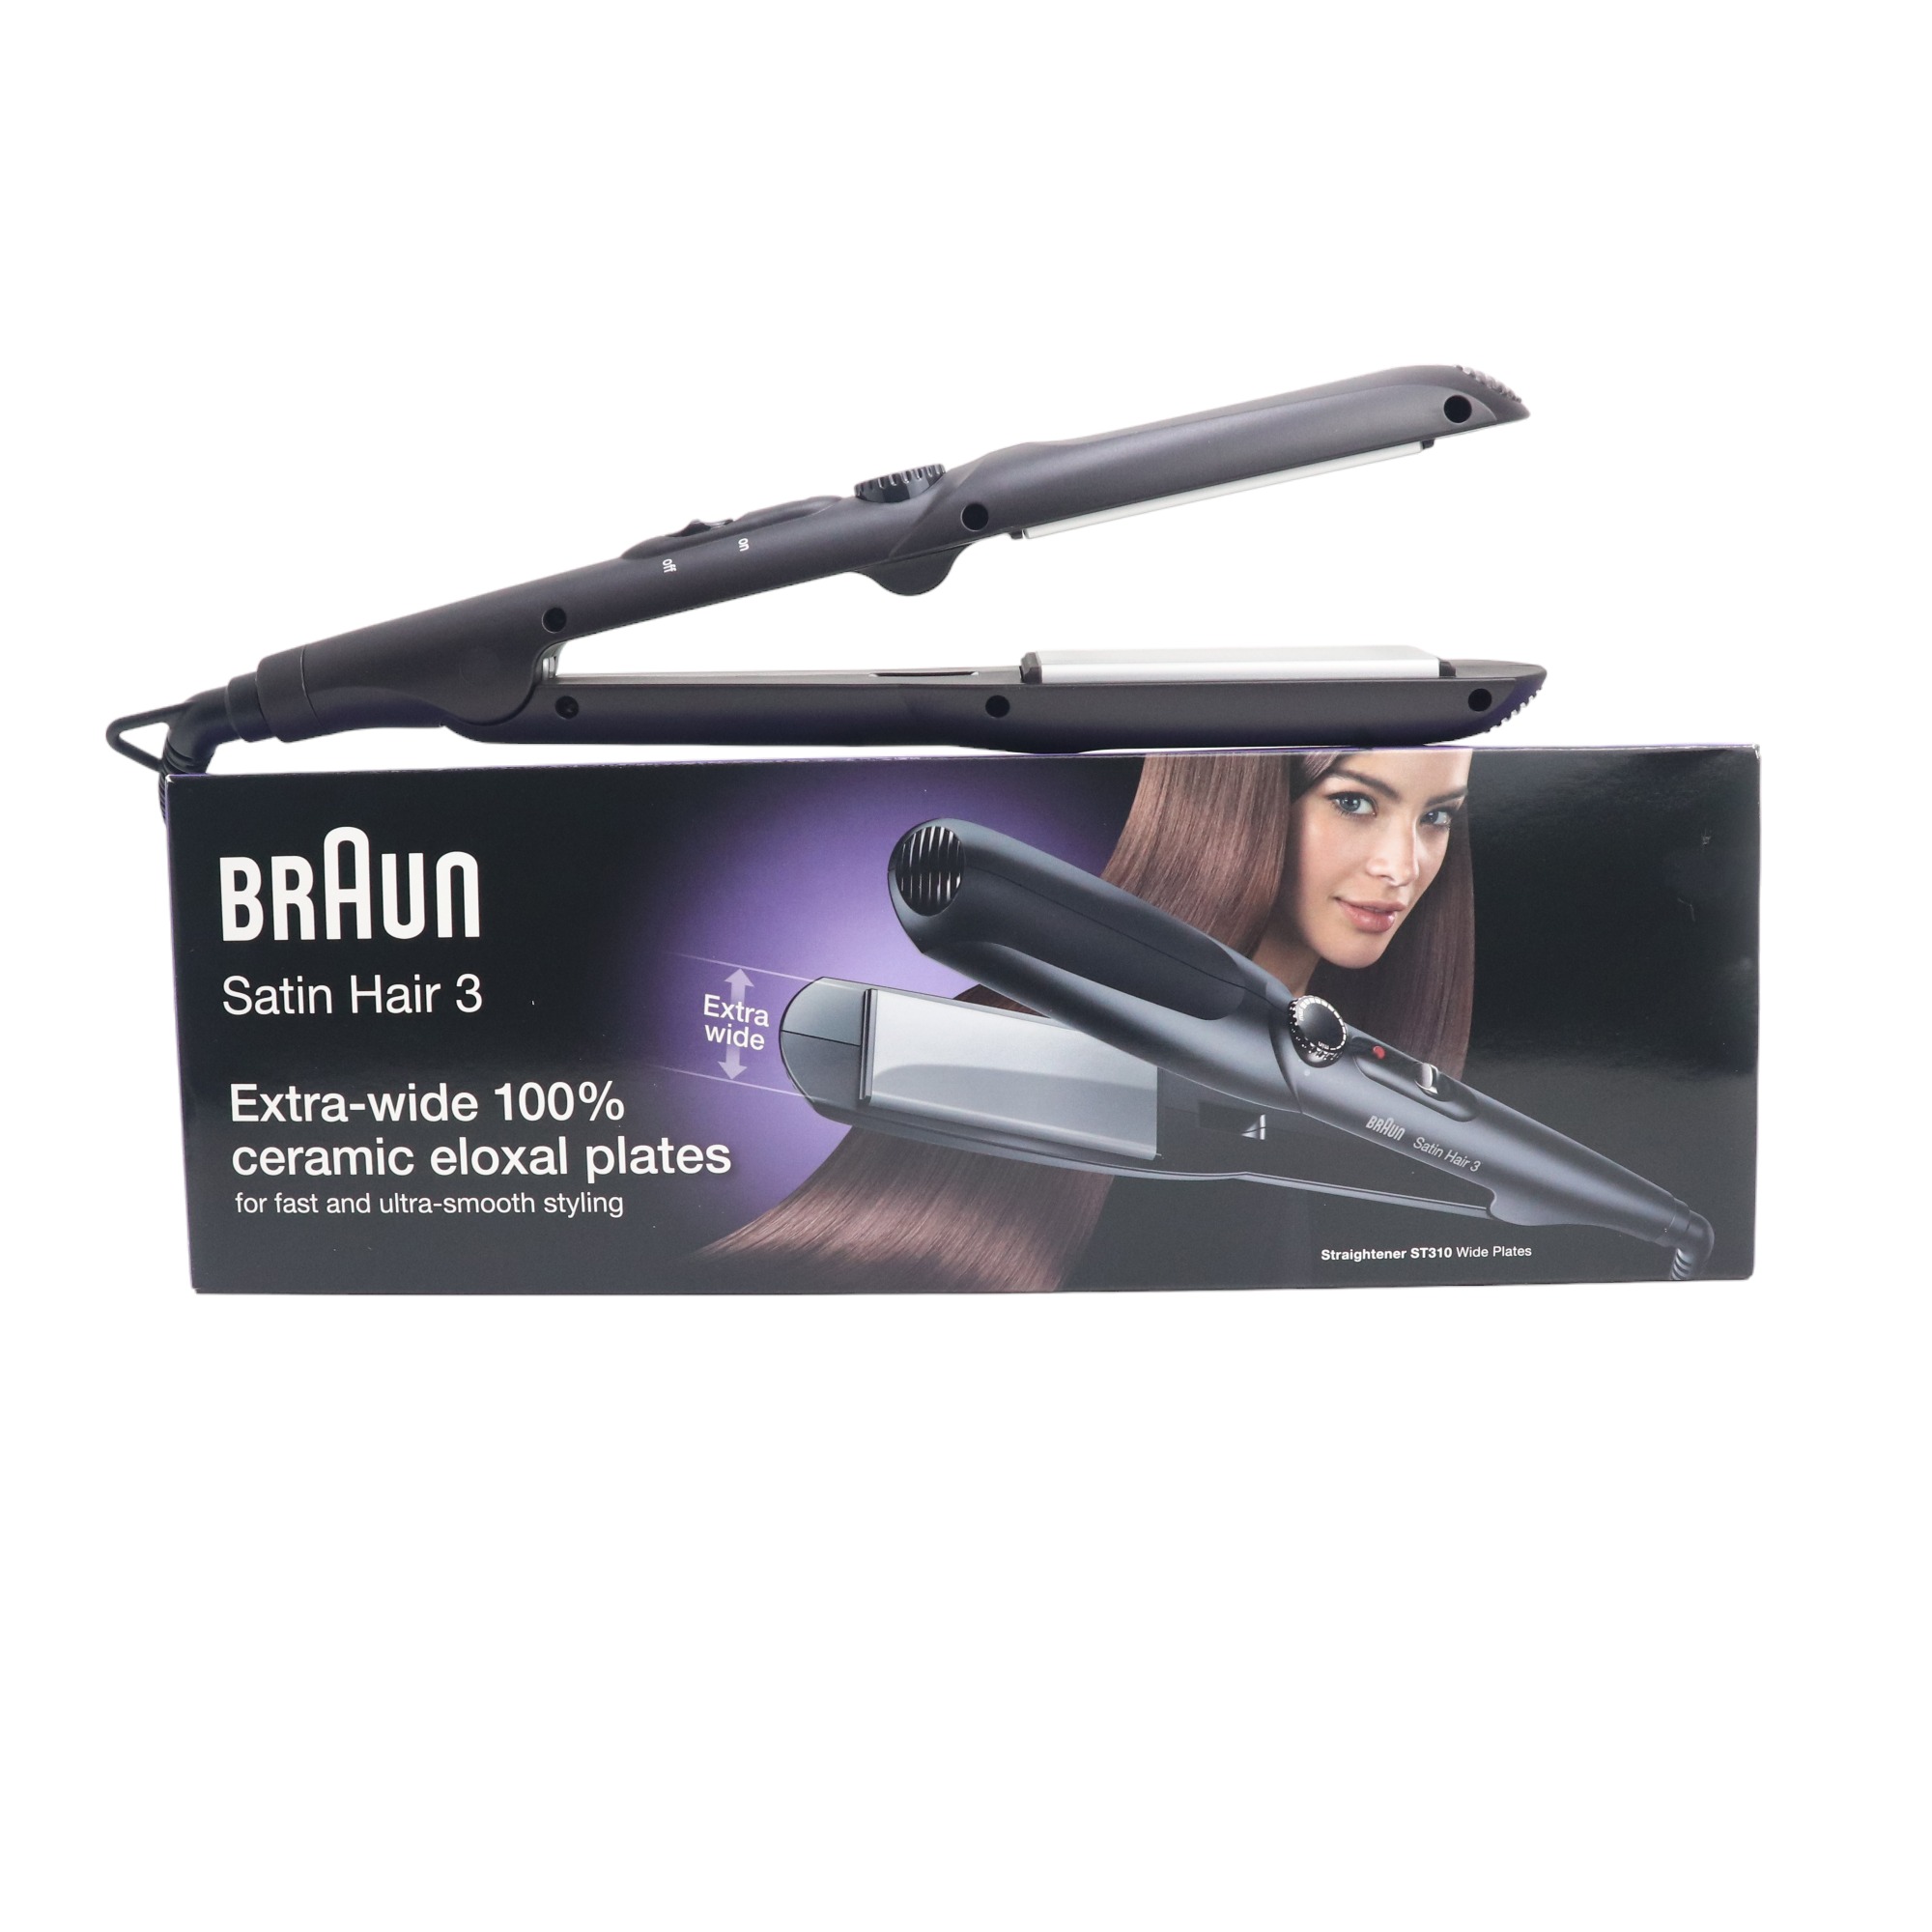 on
off
BRAUN
Satin Hair 3
Extra-wide 100%
ceramic eloxal plates
for fast and ultra-smooth styling
Extra
wide
BRAUN Satin Hair 3
Straightener ST310 Wide Plates